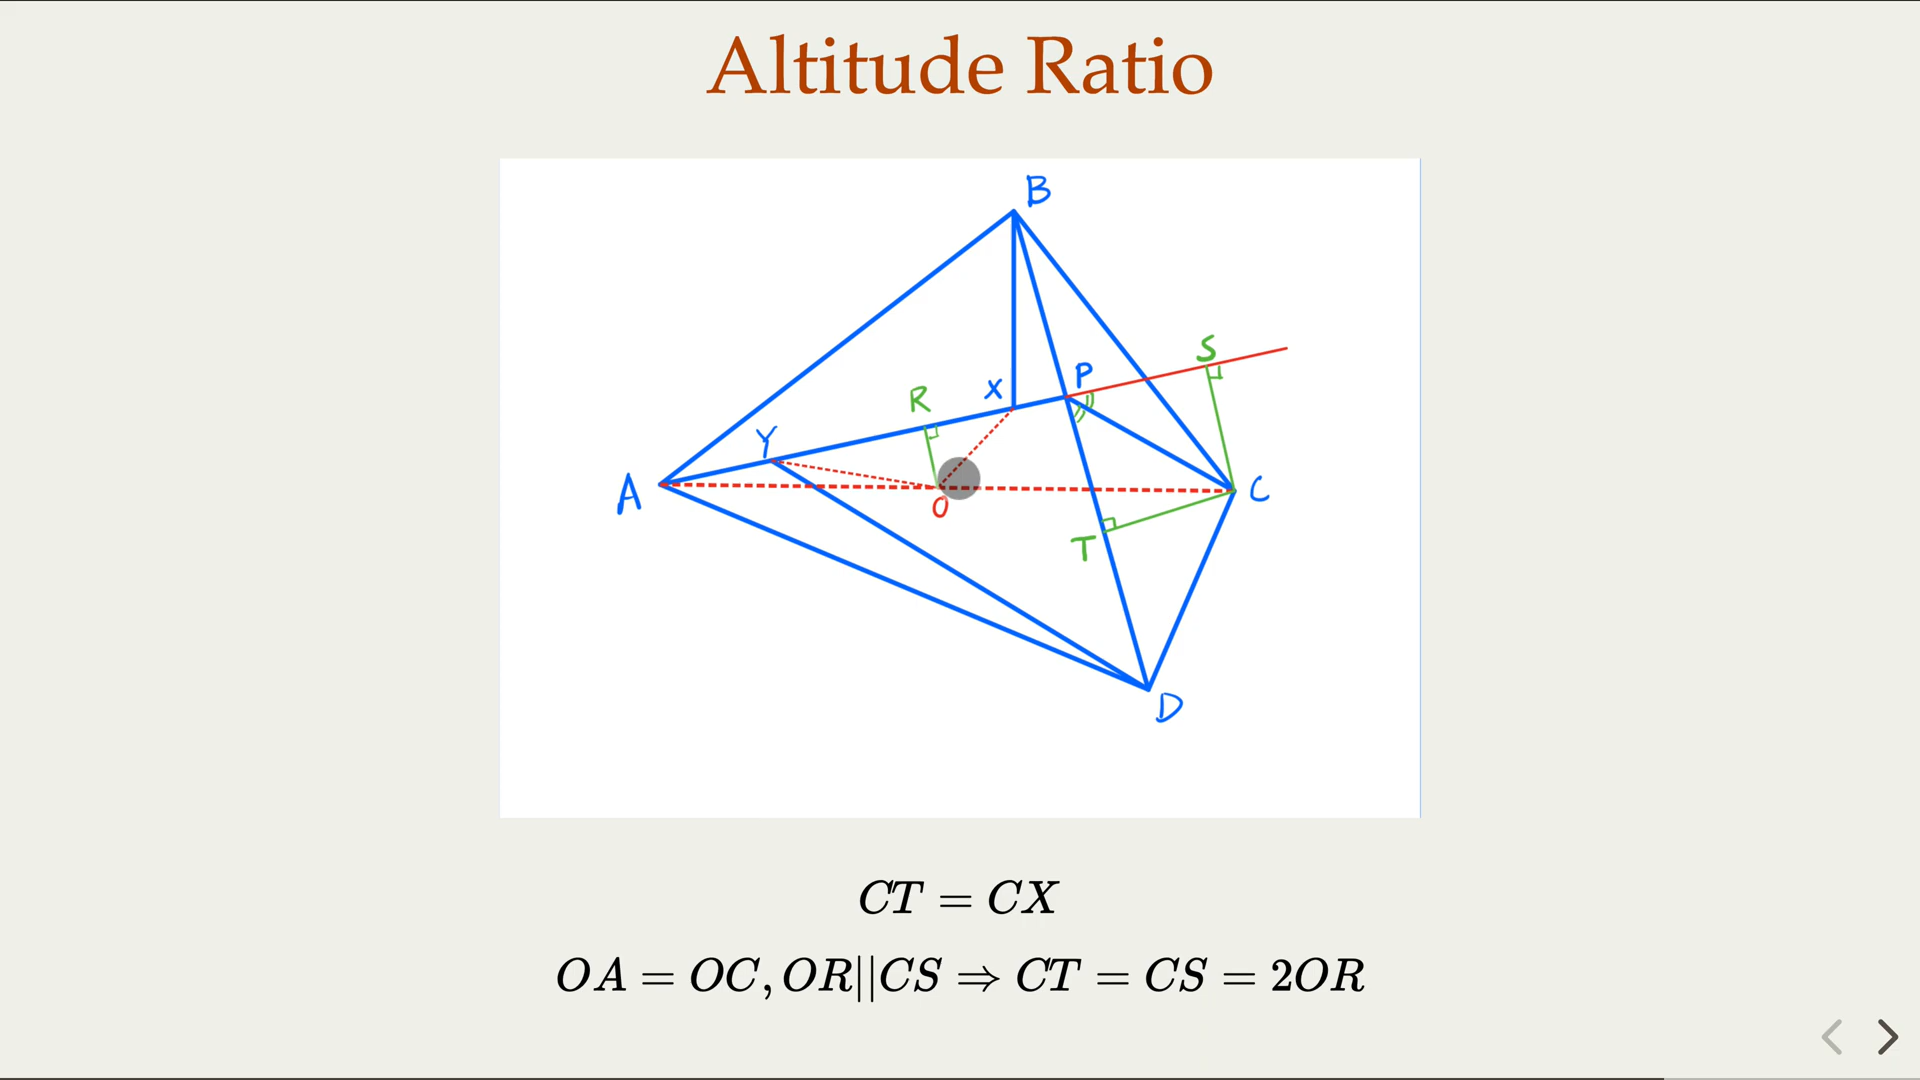 Altitude Ratio
B
S
P
X
R
Y
A
O
C
T
D
CT = CX
OA = OC, OR||CS ⇒ CT = CS = 2OR